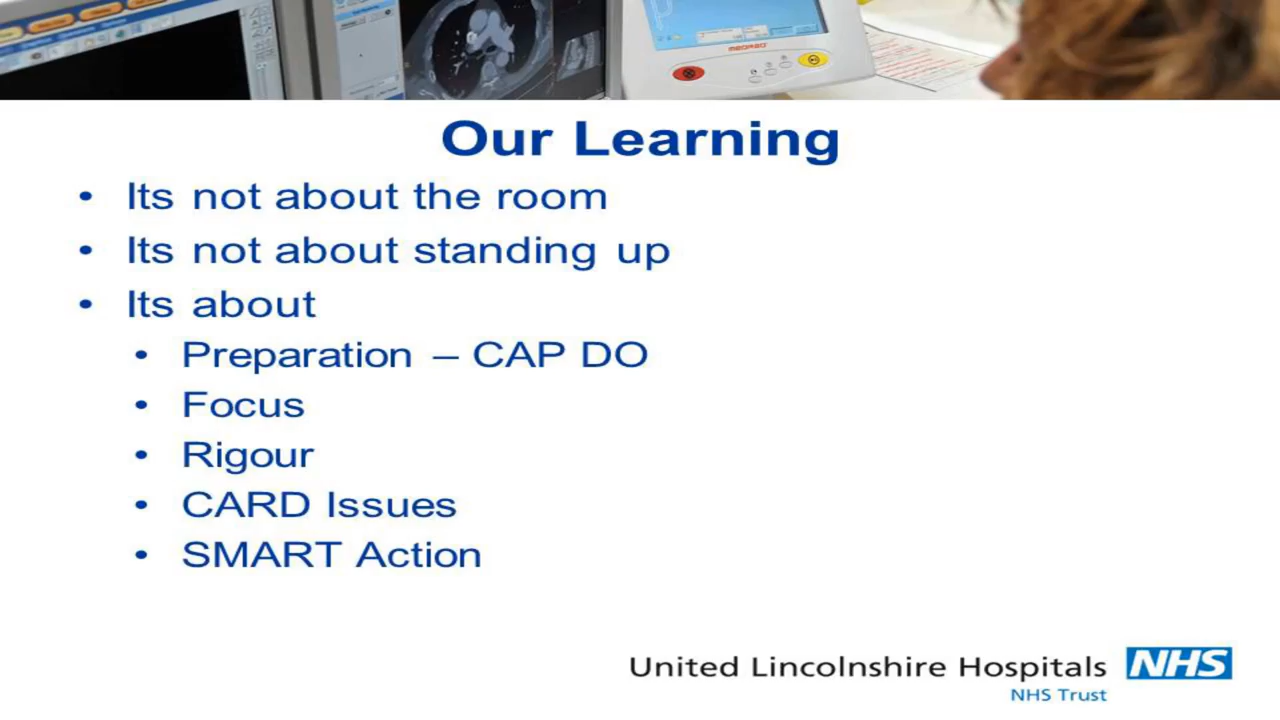 MEDRAD
Our Learning
• Its not about the room
• Its not about standing up
• Its about
• Preparation – CAP DO
• Focus
• Rigour
• CARD Issues
• SMART Action
United Lincolnshire Hospitals NHS
NHS Trust